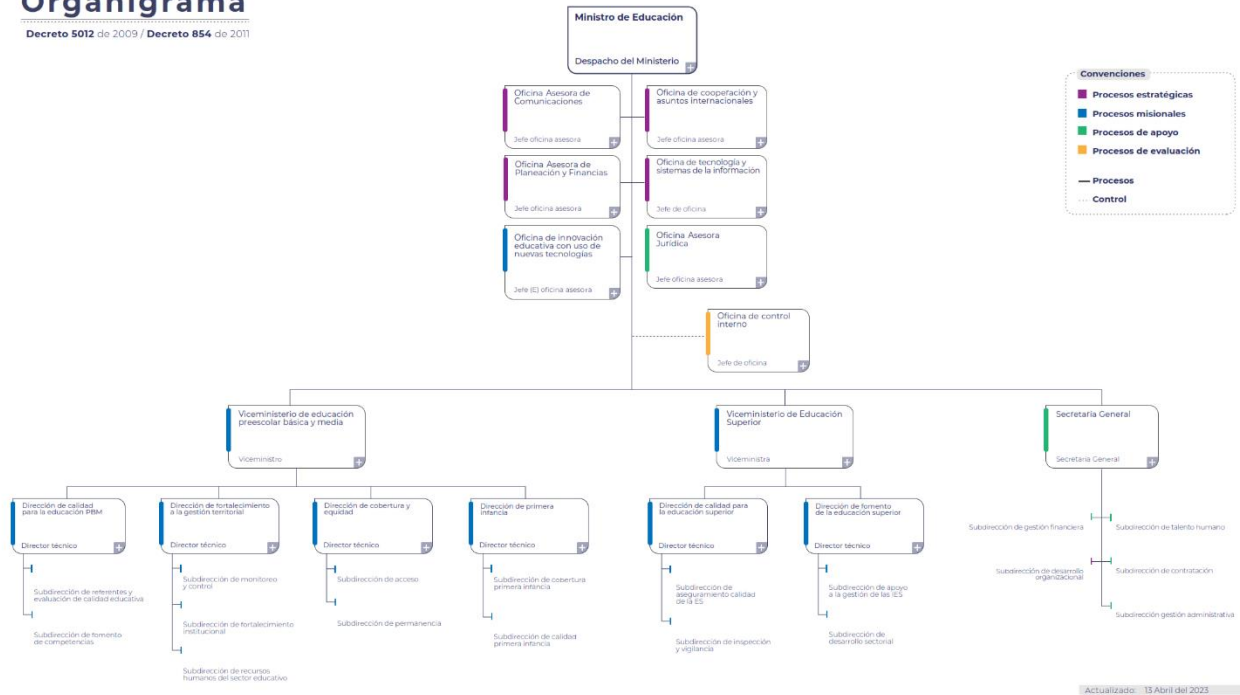 Organigrama
Decreto 5012 de 2009 / Decreto 854 de 2011
Ministro de Educación
Despacho del Ministerio
Convenciones
Procesos estratégicas
Procesos misionales
Procesos de apoyo
Procesos de evaluación
Procesos
Control
Oficina Asesora de
Comunicaciones
Jefe oficina asesora
Oficina de cooperación y
asuntos internacionales
Jefe oficina asesora
Oficina Asesora de
Planeación y Finanzas
Jefe oficina asesora
Oficina de tecnología y
sistemas de la información
Jefe de oficina
Oficina de innovación
educativa con uso de
nuevas tecnologías
Jefe (E) oficina asesora
Oficina Asesora
Jurídica
Jefe oficina asesora
Oficina de control
interno
Jefe de oficina
Viceministerio de educación
preescolar básica y media
Viceministro
Viceministerio de Educación
Superior
Viceministra
Secretaría General
Secretaria General
Dirección de calidad
para la educación PBM
Director técnico
Subdirección de referentes y
evaluación de calidad educativa
Subdirección de fomento
de competencias
Dirección de fortalecimiento
a la gestión territorial
Director técnico
Subdirección de monitoreo
y control
Subdirección de fortalecimiento
institucional
Subdirección de recursos
humanos del sector educativo
Dirección de cobertura y
equidad
Director técnico
Subdirección de acceso
Subdirección de permanencia
Dirección de primera
infancia
Director técnico
Subdirección de cobertura
primera infancia
Subdirección de calidad
primera infancia
Dirección de calidad para
la educación superior
Director técnico
Subdirección de
aseguramiento calidad
de la ES
Subdirección de inspección
y vigilancia
Dirección de fomento
de la educación superior
Director técnico
Subdirección de apoyo
a la gestión de las IES
Subdirección de
desarrollo sectorial
Subdirección de gestión financiera
Subdirección de talento humano
Subdirección de desarrollo
organizacional
Subdirección de contratación
Subdirección gestión administrativa
Actualizado: 13 Abril del 2023